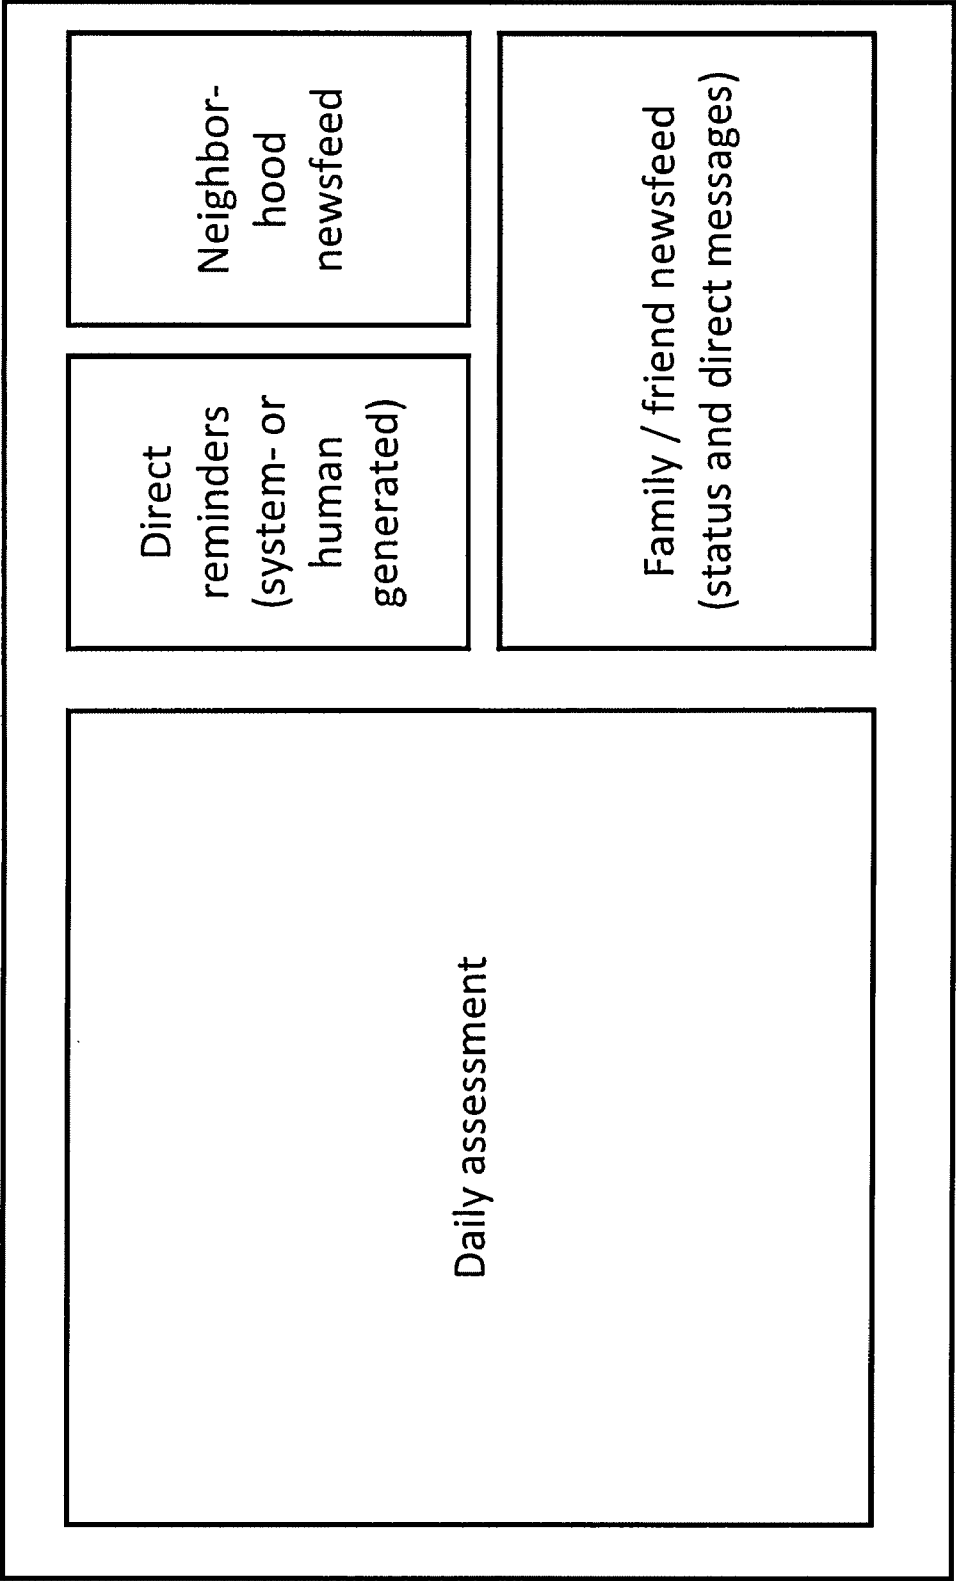 Daily assessment
Direct
reminders
(system- or
human
generated)
Neighbor-
hood
newsfeed
Family / friend newsfeed
(status and direct messages)